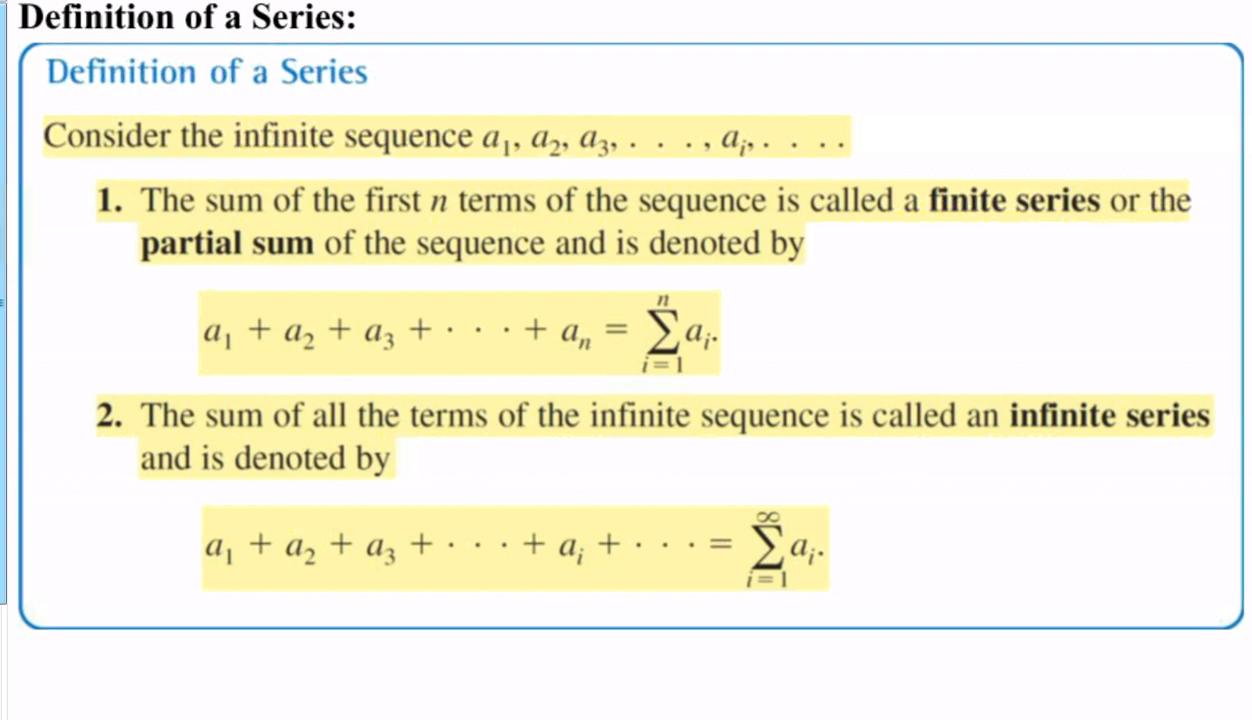 Definition of a Series:
Definition of a Series
Consider the infinite sequence a₁, a₂, a₃, . . . , aᵢ, . . . .
1. The sum of the first n terms of the sequence is called a finite series or the
partial sum of the sequence and is denoted by
a₁ + a₂ + a₃ + · · · + aₙ = ∑ⁿᵢ₌₁ aᵢ.
2. The sum of all the terms of the infinite sequence is called an infinite series
and is denoted by
a₁ + a₂ + a₃ + · · · + aᵢ + · · · = ∑^∞ᵢ₌₁ aᵢ.